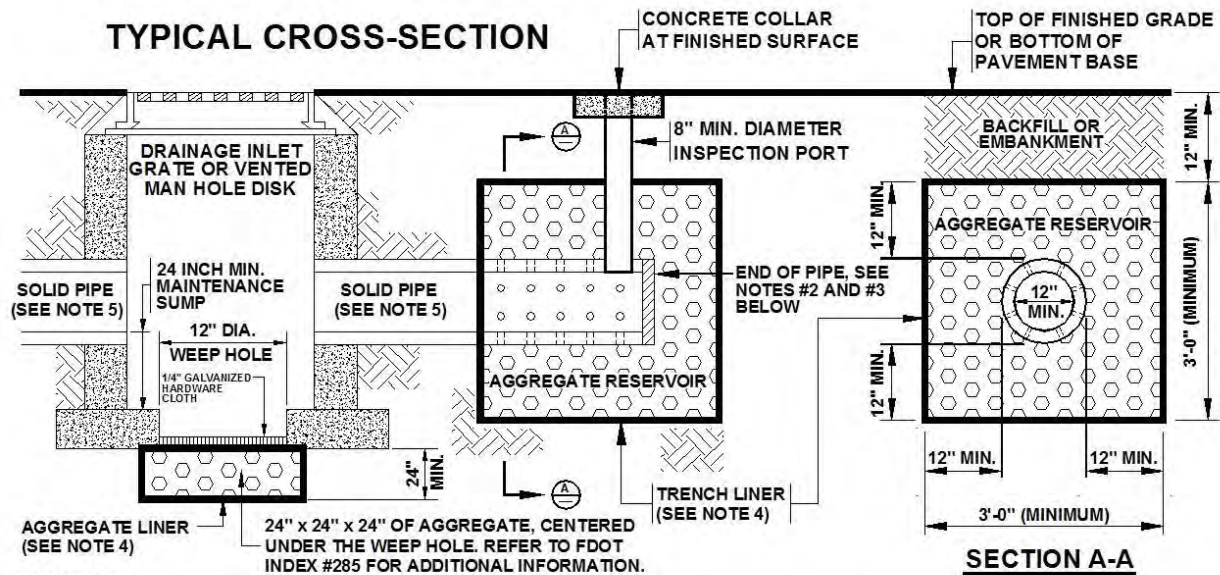 TYPICAL CROSS-SECTION
CONCRETE COLLAR
AT FINISHED SURFACE
TOP OF FINISHED GRADE
OR BOTTOM OF
PAVEMENT BASE
DRAINAGE INLET
GRATE OR VENTED
MAN HOLE DISK
A
8" MIN. DIAMETER
INSPECTION PORT
BACKFILL OR
EMBANKMENT
12" MIN.
24 INCH MIN.
MAINTENANCE
SUMP
SOLID PIPE
(SEE NOTE 5)
12" DIA.
WEEP HOLE
1/4" GALVANIZED
HARDWARE
CLOTH
SOLID PIPE
(SEE NOTE 5)
AGGREGATE RESERVOIR
END OF PIPE, SEE
NOTES #2 AND #3
BELOW
12" MIN.
AGGREGATE RESERVOIR
12"
MIN.
12" MIN.
3'-0" (MINIMUM)
24"
MIN.
AGGREGATE LINER
(SEE NOTE 4)
24" x 24" x 24" OF AGGREGATE, CENTERED
UNDER THE WEEP HOLE. REFER TO FDOT
INDEX #285 FOR ADDITIONAL INFORMATION.
A
TRENCH LINER
(SEE NOTE 4)
12" MIN.
12" MIN.
3'-0" (MINIMUM)
SECTION A-A